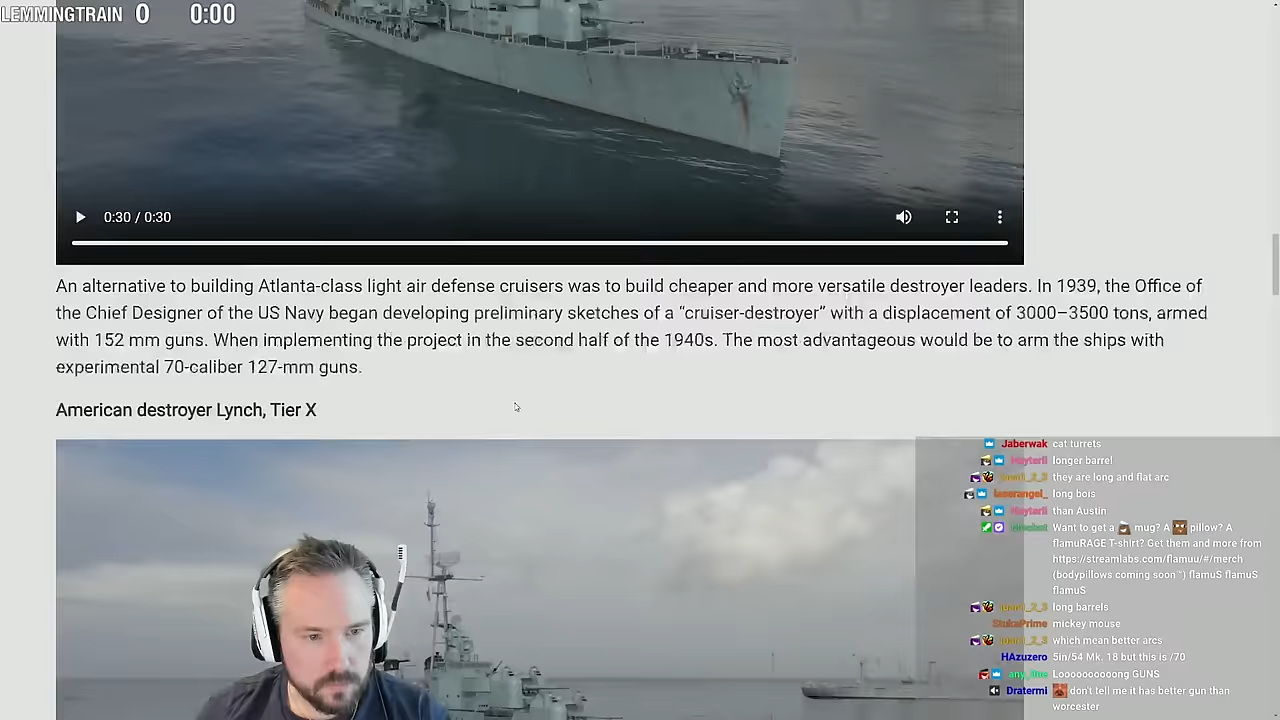 LEMMINGTRAIN 0 0:00
0:30 / 0:30
An alternative to building Atlanta-class light air defense cruisers was to build cheaper and more versatile destroyer leaders. In 1939, the Office of
the Chief Designer of the US Navy began developing preliminary sketches of a “cruiser-destroyer” with a displacement of 3000–3500 tons, armed
with 152 mm guns. When implementing the project in the second half of the 1940s. The most advantageous would be to arm the ships with
experimental 70-caliber 127-mm guns.
American destroyer Lynch, Tier X
Jaberwak cat turrets
longer barrel
they are long and flat arc
long bois
than Austin
Want to get a mug? A pillow? A
flamuRAGE T-shirt? Get them and more from
https://streamlabs.com/flamuu/#/merch
(bodypillows coming soon™) flamuS flamuS
flamuS
long barrels
StukaPrime mickey mouse
which mean better arcs
HAzuzero 5in/54 Mk. 18 but this is /70
Looooooooong GUNS
Dratermi don't tell me it has better gun than
worcester